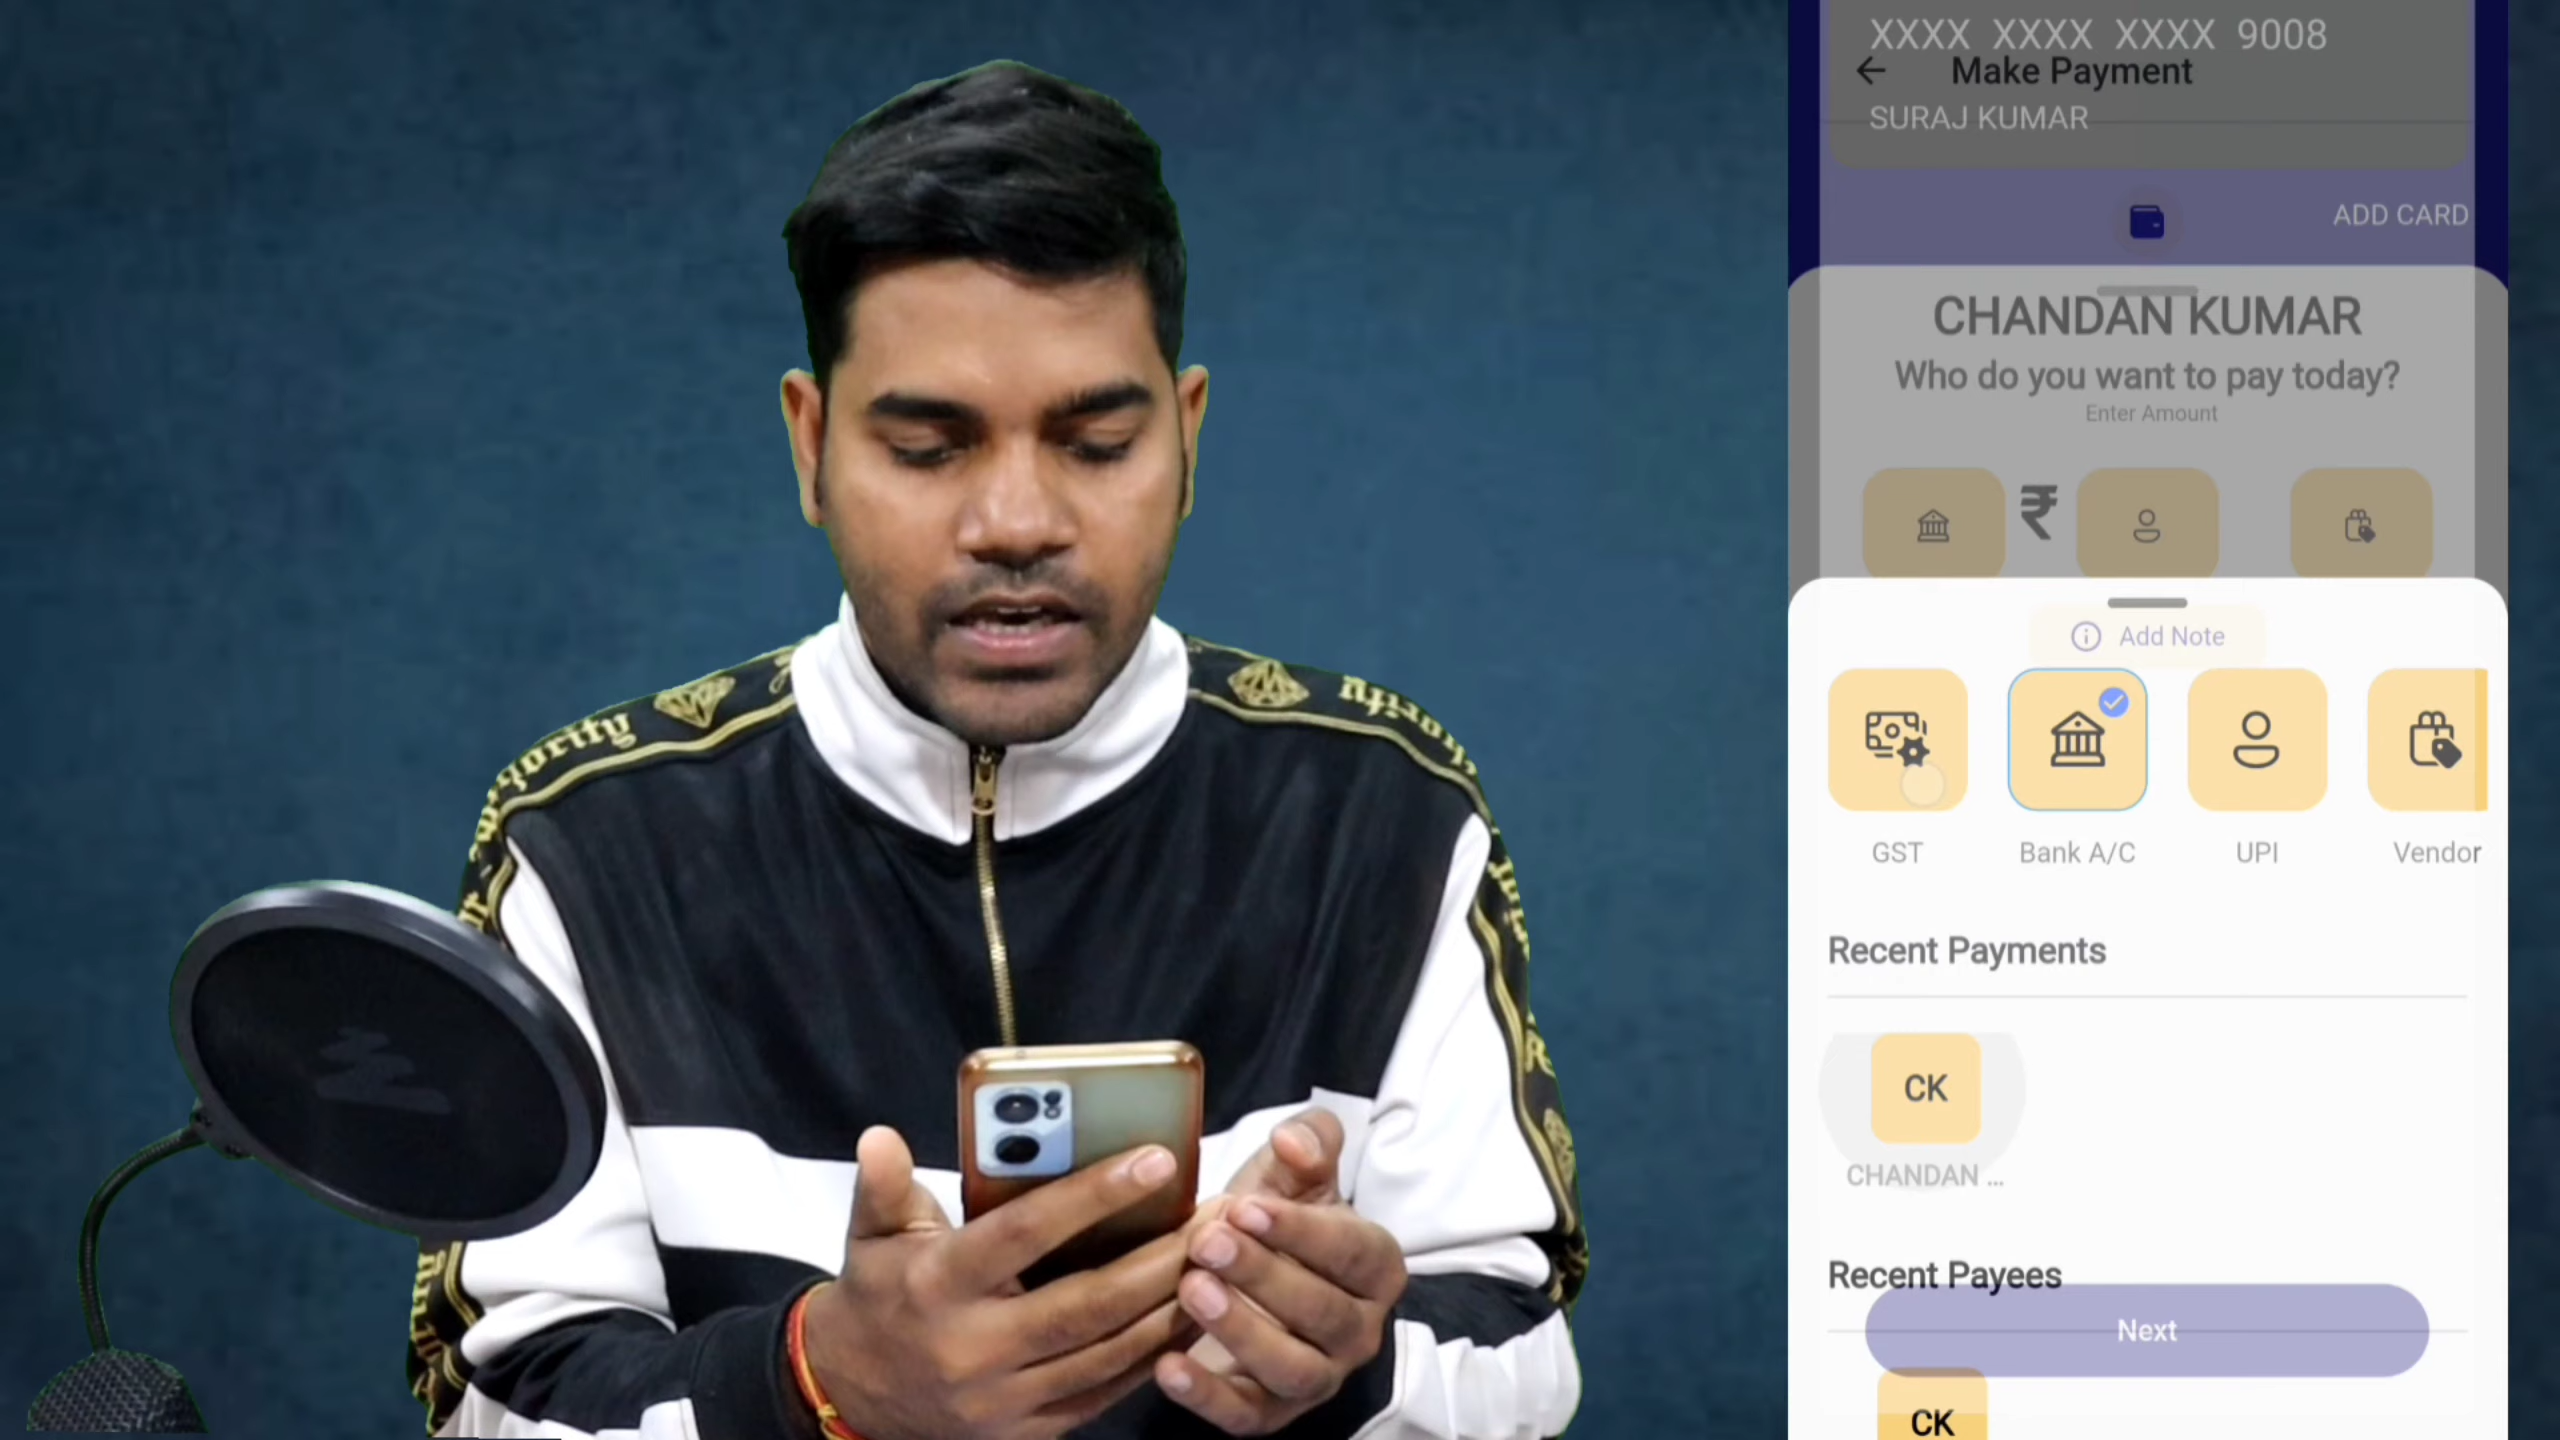 XXXX XXXX XXXX 9008
Make Payment
SURAJ KUMAR
ADD CARD
CHANDAN KUMAR
Who do you want to pay today?
Enter Amount
₹
Add Note
GST
Bank A/C
UPI
Vendor
Recent Payments
CK
CHANDAN ...
Recent Payees
Next
CK